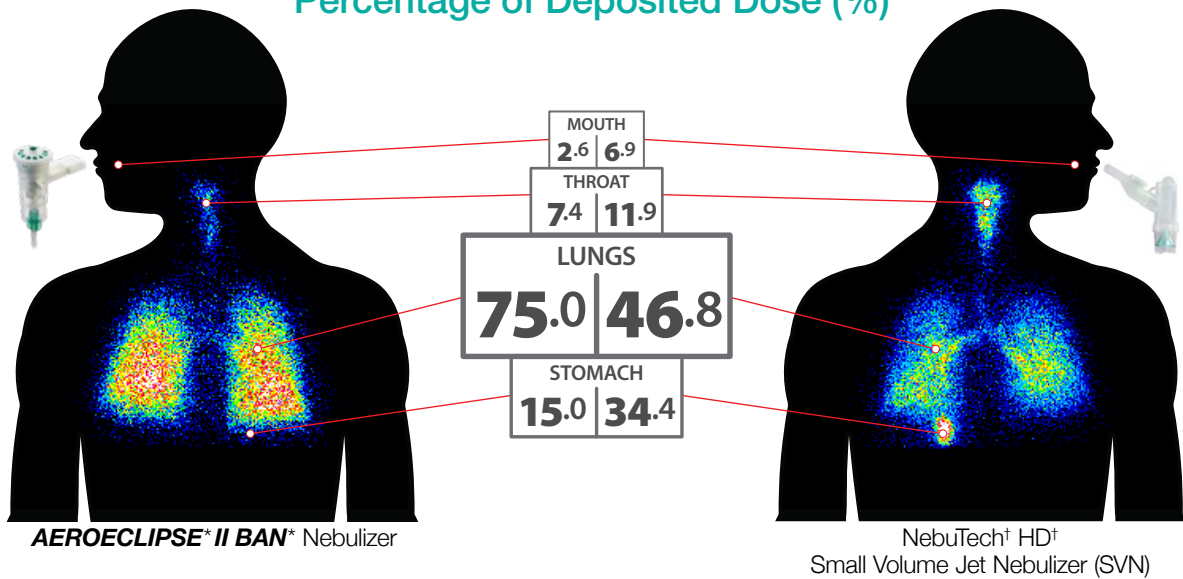 Percentage of Deposited Dose (%)
MOUTH
2.6 6.9
THROAT
7.4 11.9
LUNGS
75.0 46.8
STOMACH
15.0 34.4
AEROECLIPSE* II BAN* Nebulizer
NebuTech† HD†
Small Volume Jet Nebulizer (SVN)